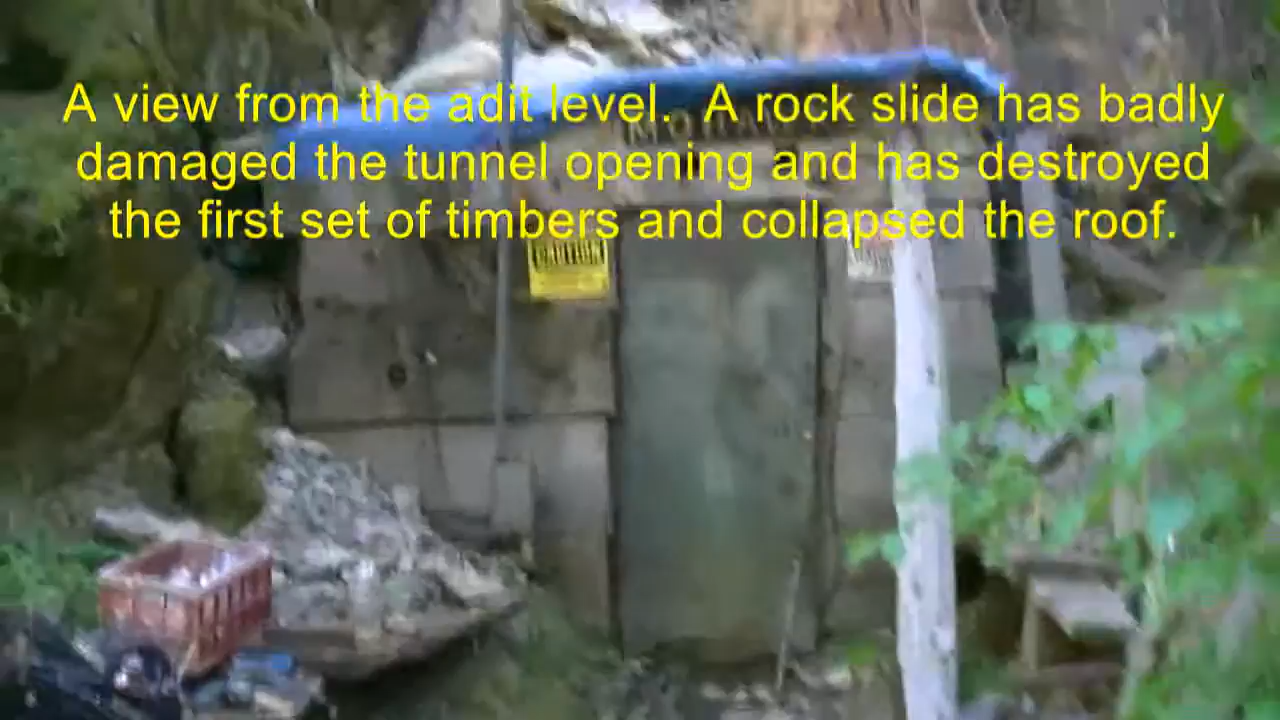 A view from the adit level. A rock slide has badly
damaged the tunnel opening and has destroyed
the first set of timbers and collapsed the roof.
CAUTION